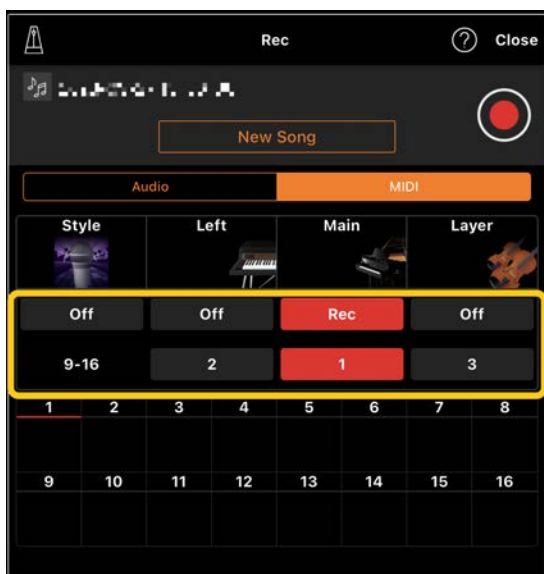 Rec
? Close
New Song
Audio MIDI
Style Left Main Layer
Off Off Rec Off
9-16 2 1 3
1 2 3 4 5 6 7 8
9 10 11 12 13 14 15 16